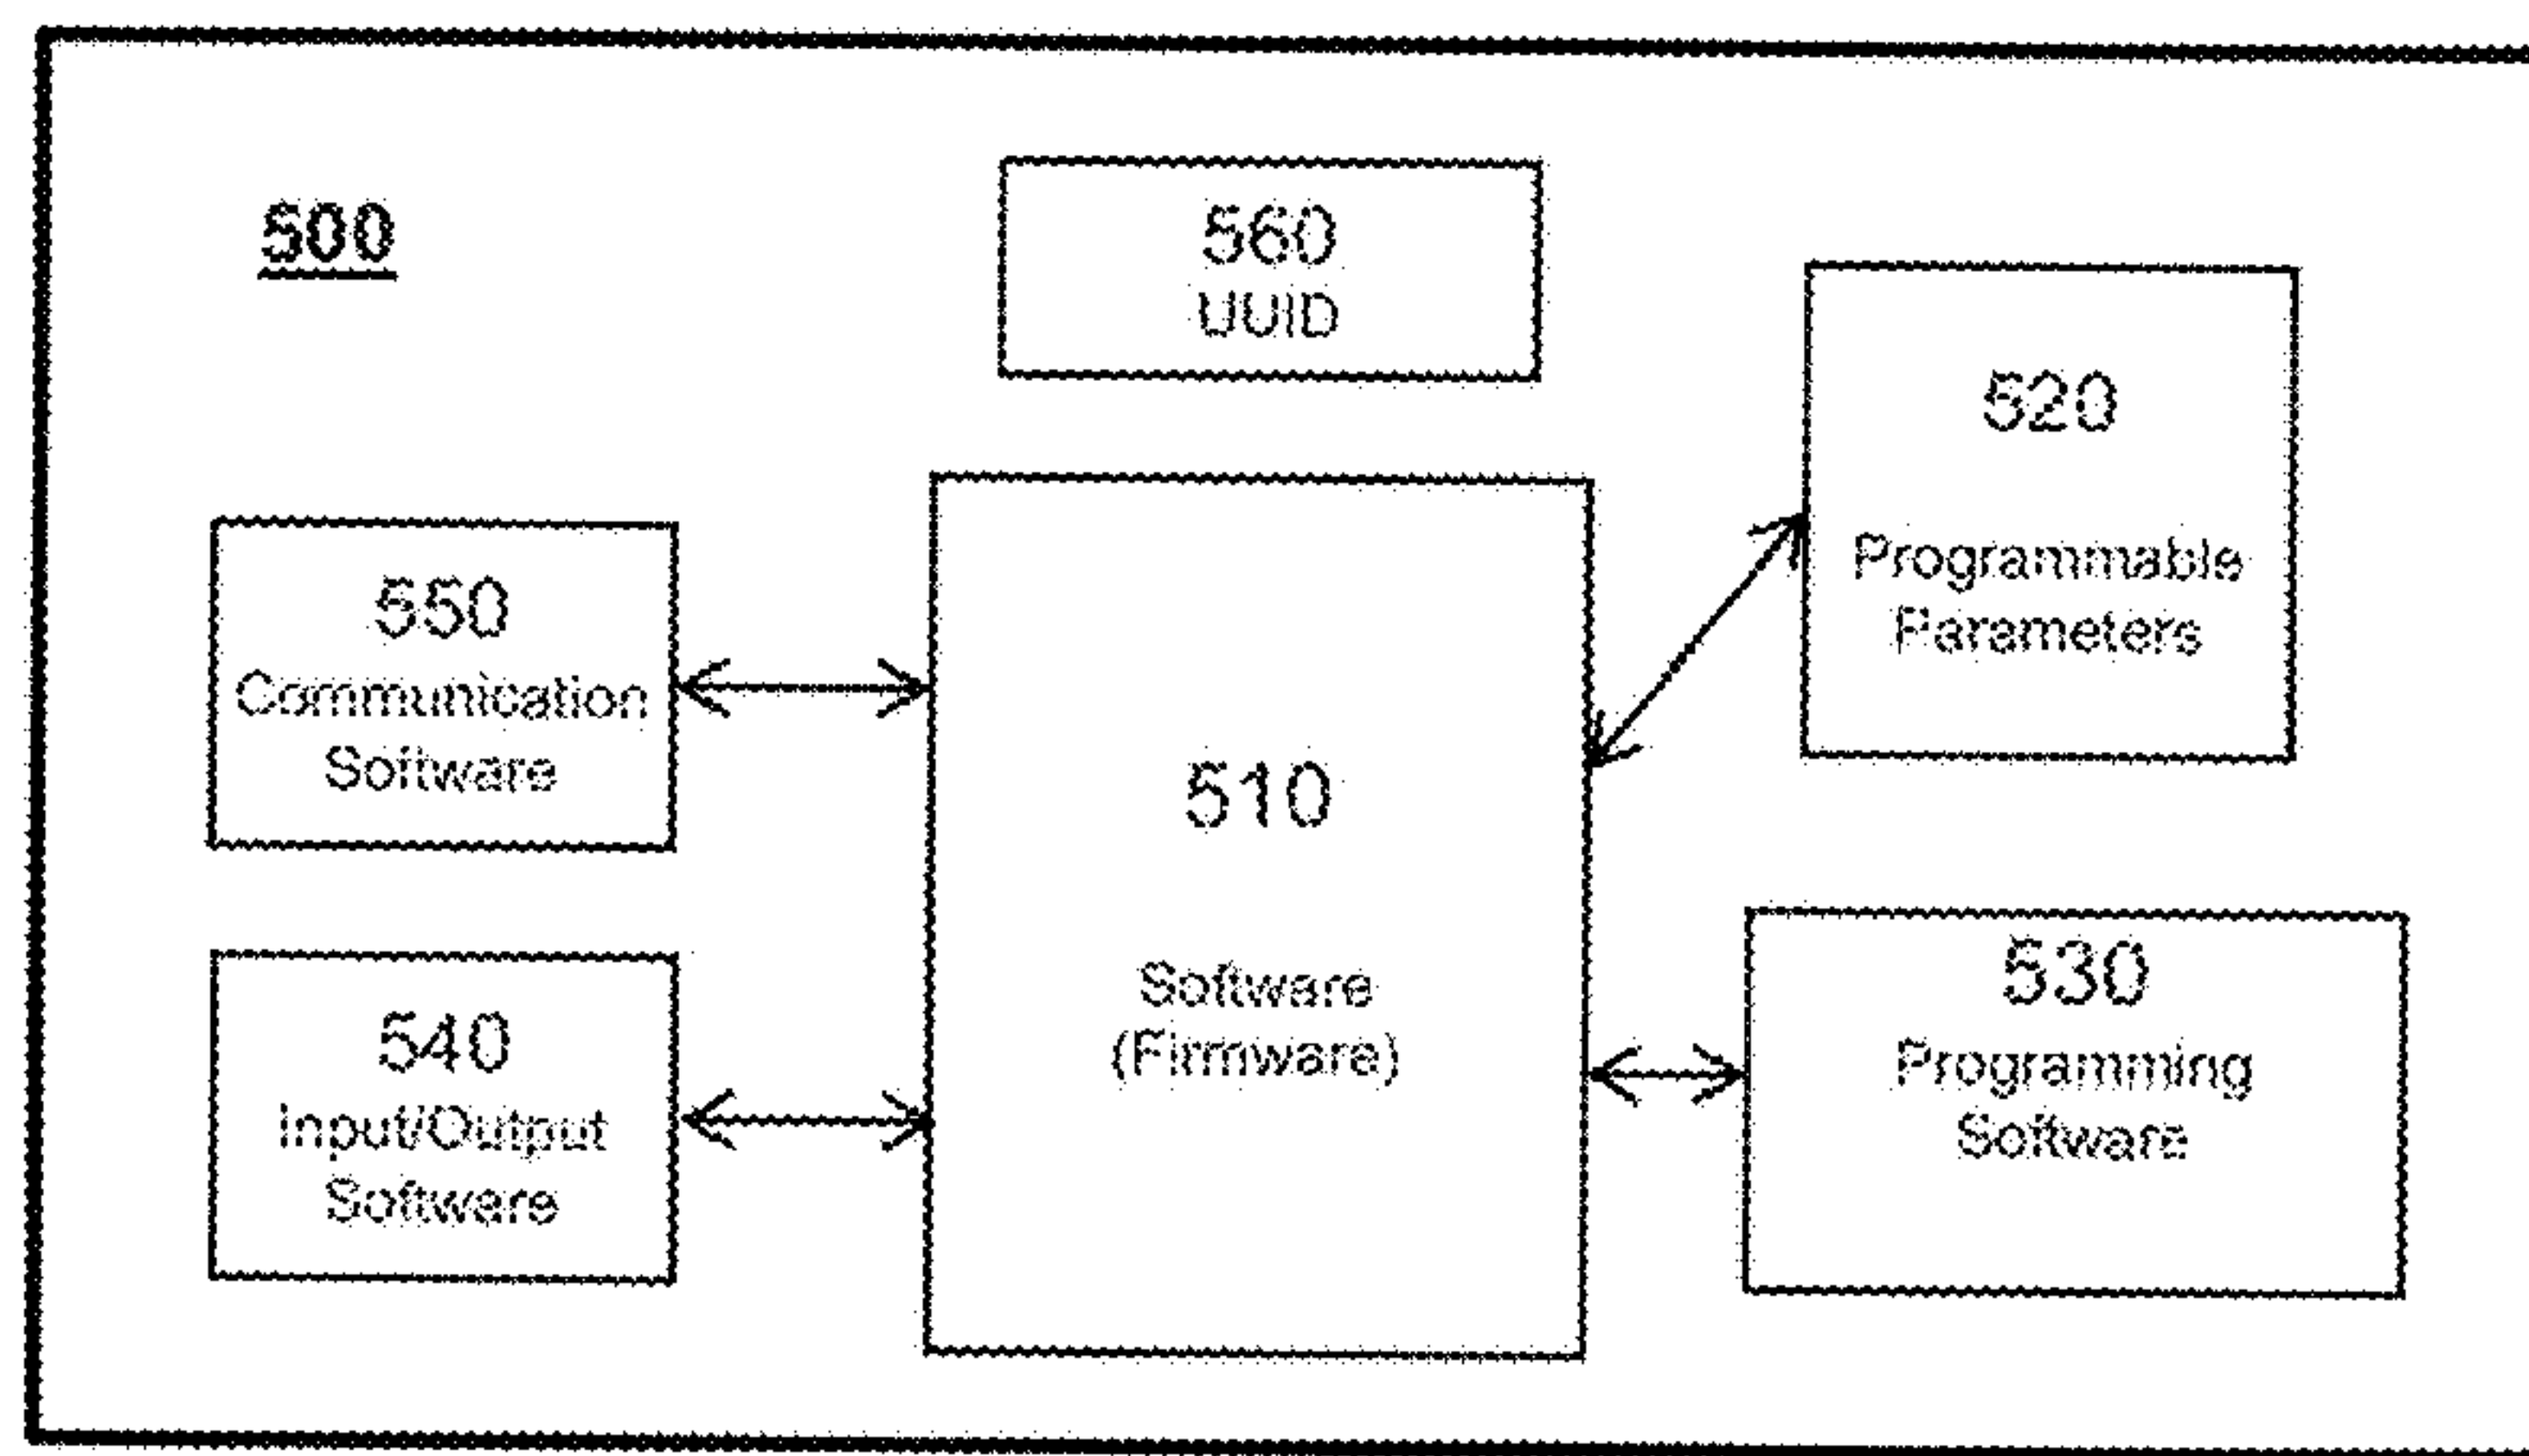 500
560
UUID
520
Programmable
Parameters
550
Communication
Software
510
Software
(Firmware)
540
Input/Output
Software
530
Programming
Software